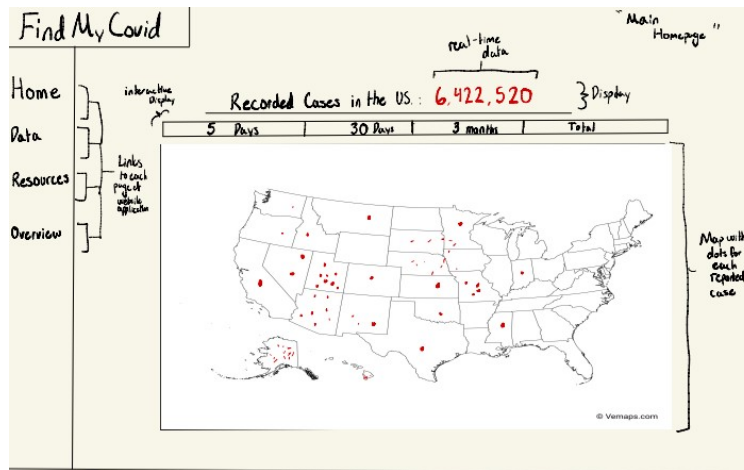 Find My Covid
"Main
Homepage"
real-time
data
Home
Data
Resources
Overview
Links
to each
page of
website
application
interactive
Display
Recorded Cases in the US.: 6,422,520
Display
5 Days 30 Days 3 months Total
Map with
dots for
each
reported
case
© Vemaps.com